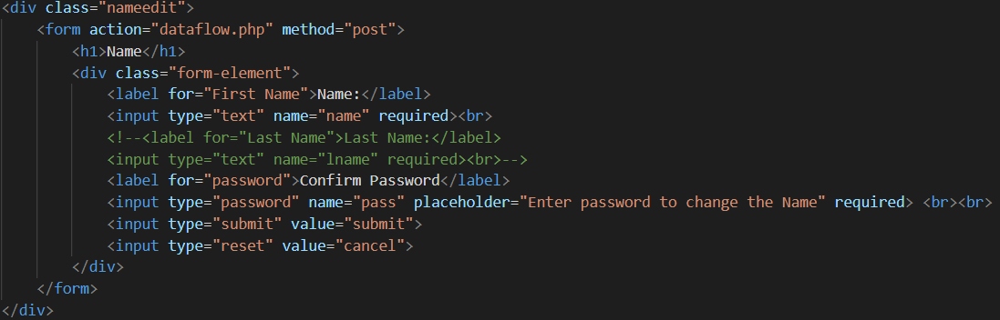 <div class="nameedit">
<form action="dataflow.php" method="post">
<h1>Name</h1>
<div class="form-element">
<label for="First Name">Name:</label>
<input type="text" name="name" required><br>
<!--<label for="Last Name">Last Name:</label>
<input type="text" name="lname" required><br>-->
<label for="password">Confirm Password</label>
<input type="password" name="pass" placeholder="Enter password to change the Name" required> <br><br>
<input type="submit" value="submit">
<input type="reset" value="cancel">
</div>
</form>
</div>